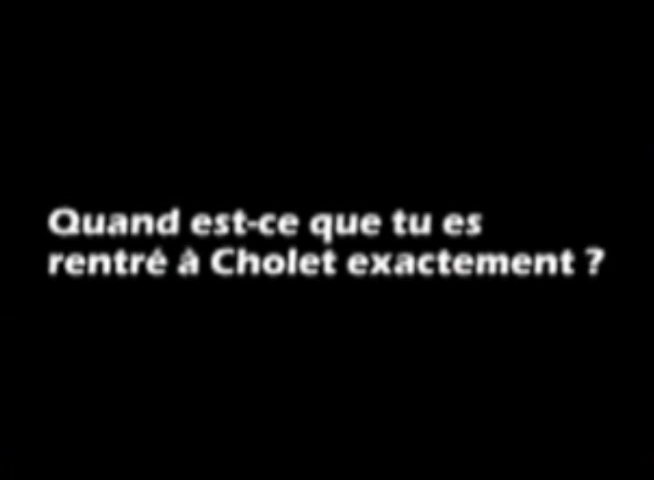 Quand est-ce que tu es
rentré à Cholet exactement ?